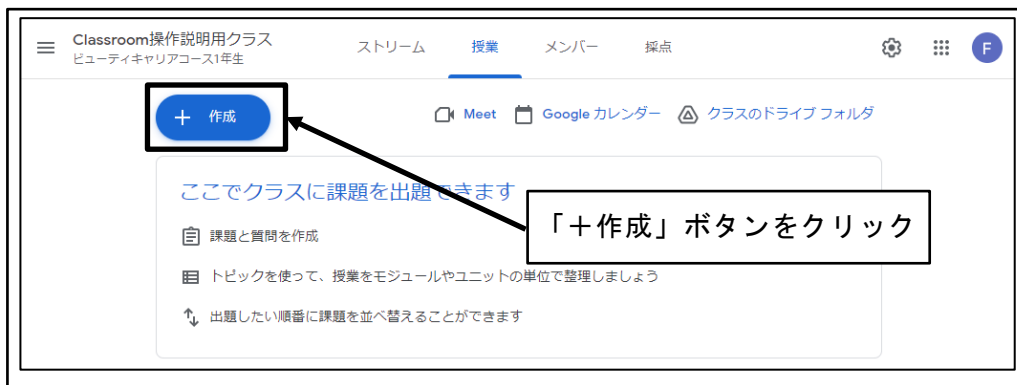 Classroom操作説明用クラス
ビューティキャリアコース1年生
ストリーム 授業 メンバー 採点
F
+ 作成
Meet Google カレンダー クラスのドライブ フォルダ
ここでクラスに課題を出題できます
「＋作成」ボタンをクリック
課題と質問を作成
トピックを使って、授業をモジュールやユニットの単位で整理しましょう
出題したい順番に課題を並べ替えることができます